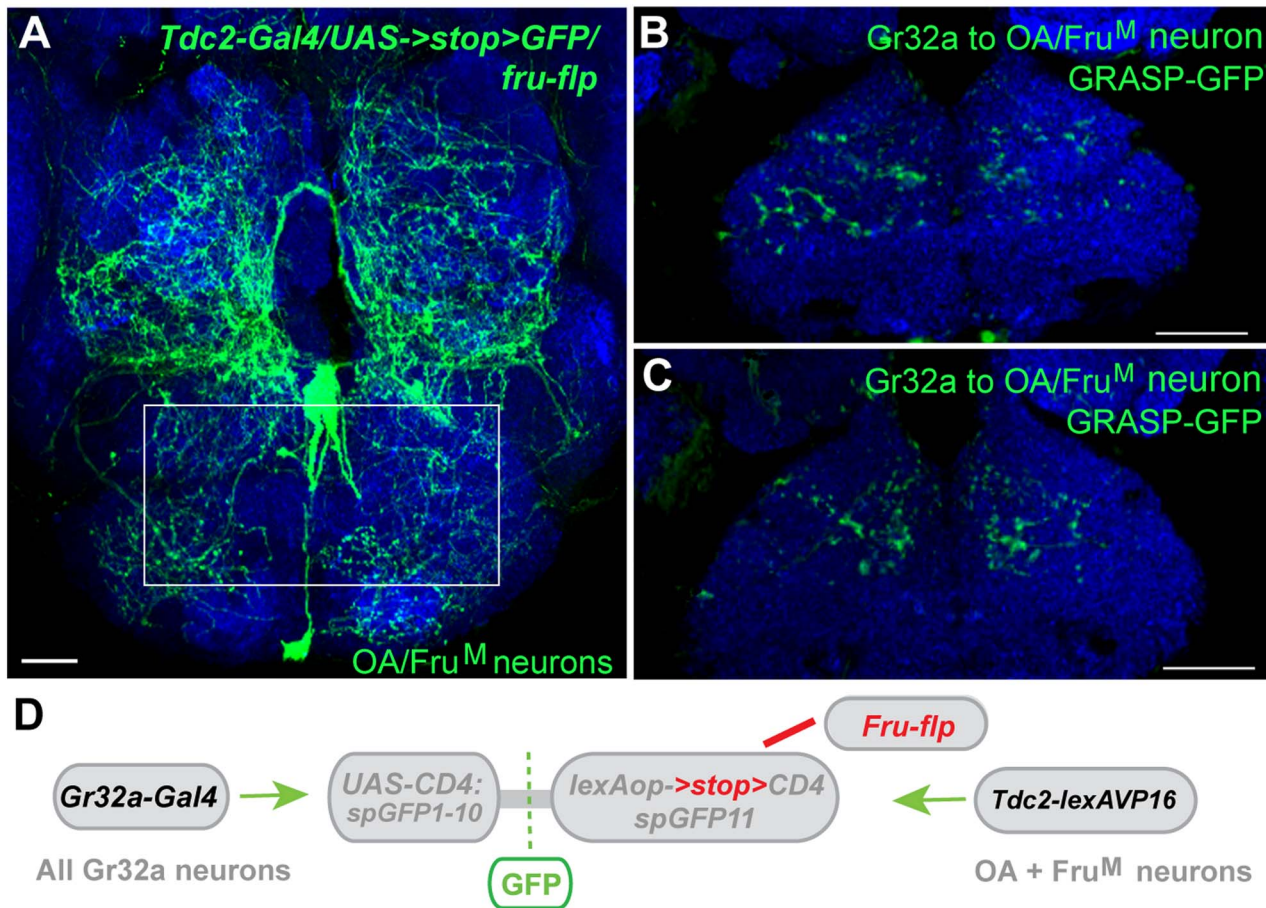 A
Tdc2-Gal4/UAS->stop>GFP/
fru-flp
OA/FruM neurons
B
Gr32a to OA/FruM neuron
GRASP-GFP
C
Gr32a to OA/FruM neuron
GRASP-GFP
D
Fru-flp
Gr32a-Gal4
UAS-CD4:
spGFP1-10
lexAop->stop>CD4
spGFP11
Tdc2-lexAVP16
All Gr32a neurons
GFP
OA + FruM neurons